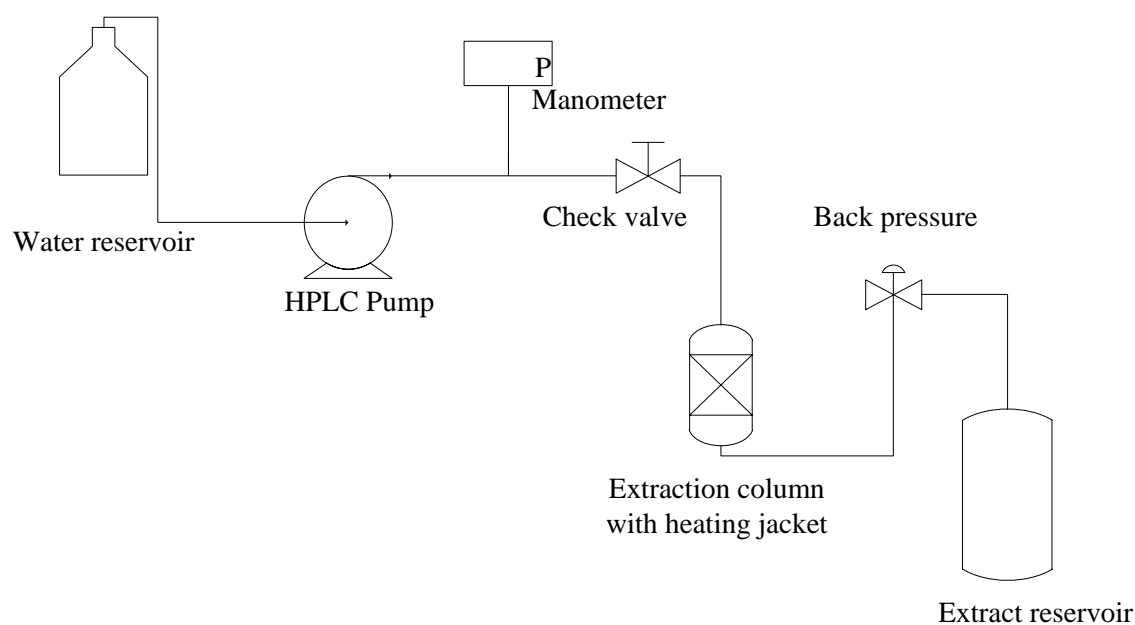 P
Manometer
Check valve
Back pressure
Water reservoir
HPLC Pump
Extraction column
with heating jacket
Extract reservoir